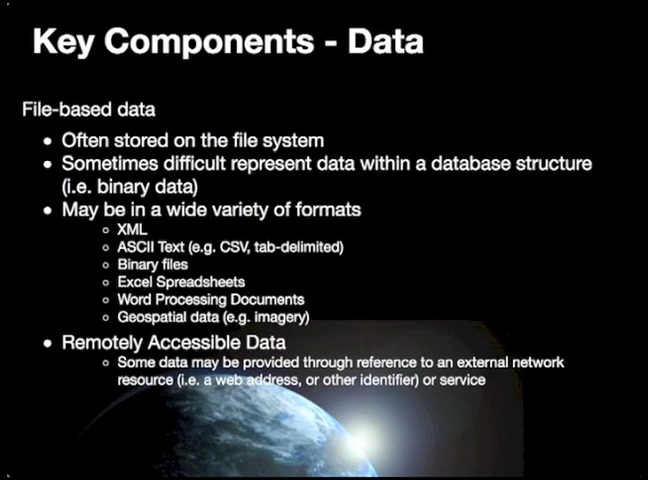 Key Components - Data
File-based data
• Often stored on the file system
• Sometimes difficult represent data within a database structure
(i.e. binary data)
• May be in a wide variety of formats
◦ XML
◦ ASCII Text (e.g. CSV, tab-delimited)
◦ Binary files
◦ Excel Spreadsheets
◦ Word Processing Documents
◦ Geospatial data (e.g. imagery)
• Remotely Accessible Data
◦ Some data may be provided through reference to an external network
resource (i.e. a web address, or other identifier) or service